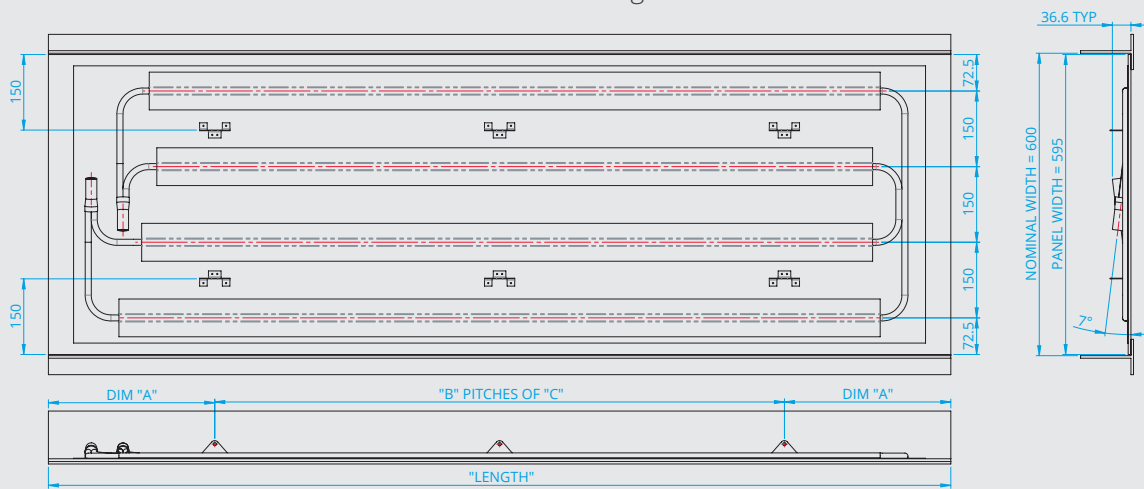 36.6 TYP
150
72.5
150
150
150
72.5
150
NOMINAL WIDTH = 600
PANEL WIDTH = 595
7°
DIM "A"
"B" PITCHES OF "C"
DIM "A"
"LENGTH"